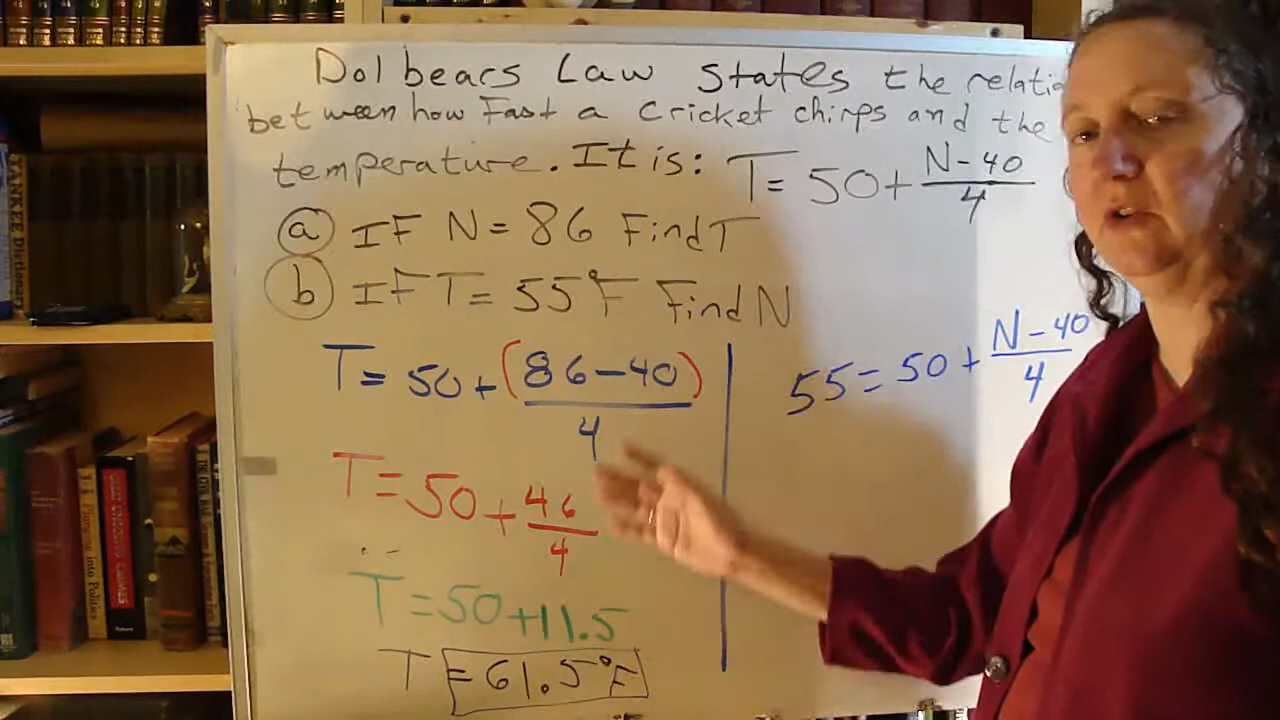 Dolbears Law states the relatio
between how Fast a Cricket chirps and the
temperature. It is: T = 50 + N - 40 / 4
a IF N = 86 Find T
b IF T = 55°F Find N
T = 50 + (86 - 40) / 4
T = 50 + 46 / 4
T = 50 + 11.5
T = 61.5°F
55 = 50 + N - 40 / 4
YANKEE Dictionary